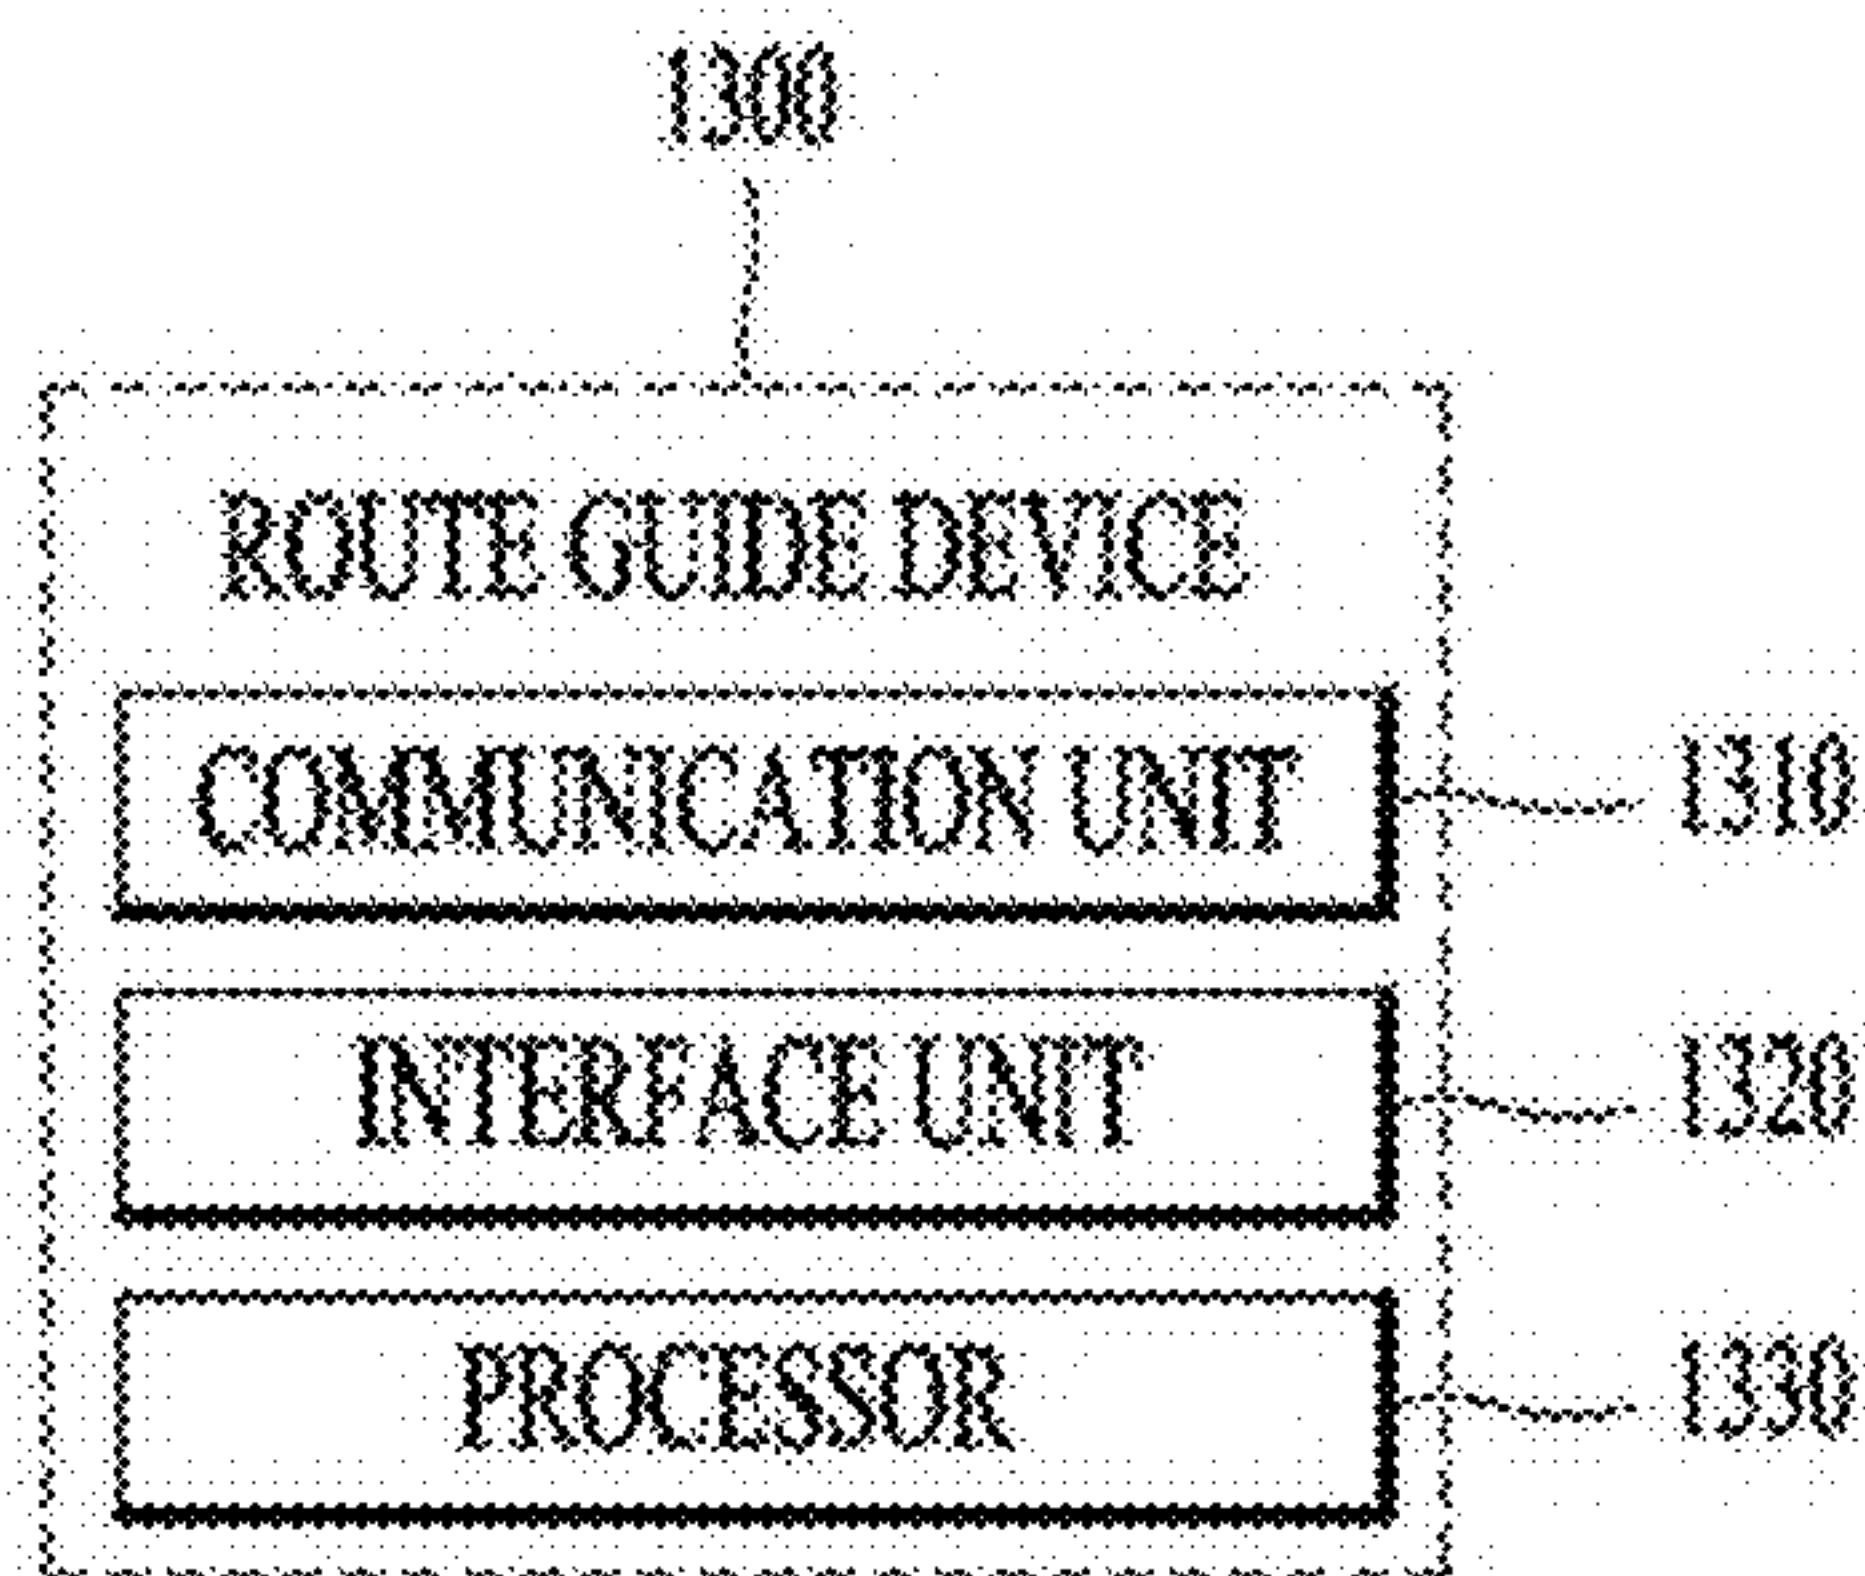 1300
ROUTE GUIDE DEVICE
COMMUNICATION UNIT 1310
INTERFACE UNIT 1320
PROCESSOR 1330